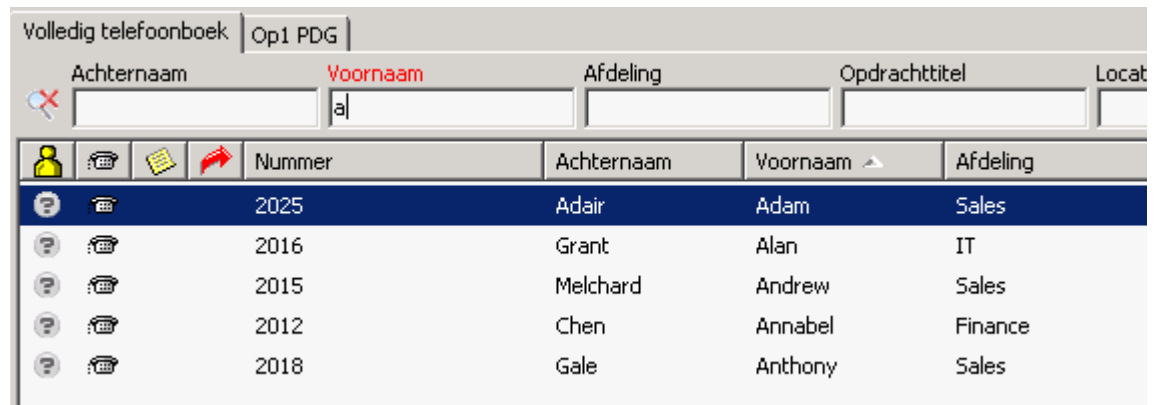 Volledig telefoonboek Op1 PDG
Achternaam Voornaam Afdeling Opdrachttitel Locat
a
Nummer Achternaam Voornaam Afdeling
2025 Adair Adam Sales
2016 Grant Alan IT
2015 Melchard Andrew Sales
2012 Chen Annabel Finance
2018 Gale Anthony Sales